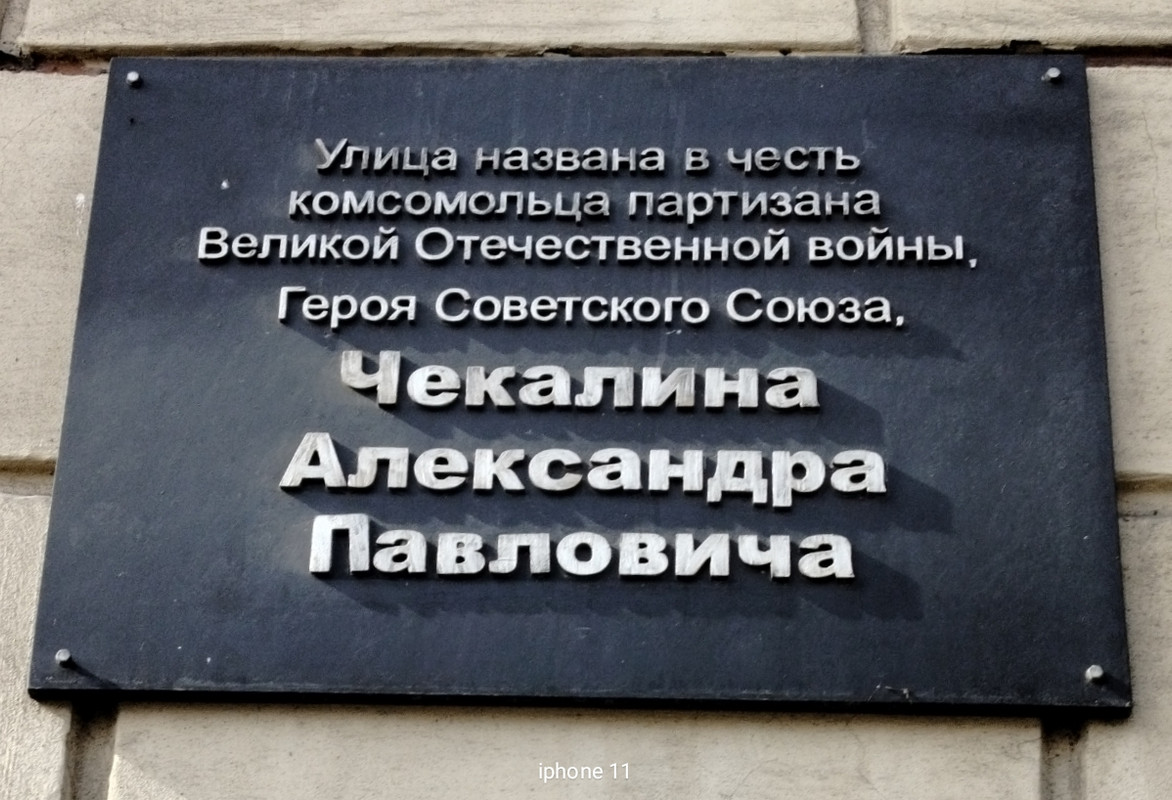 Улица названа в честь
комсомольца партизана
Великой Отечественной войны,
Героя Советского Союза,
Чекалина
Александра
Павловича
iphone 11